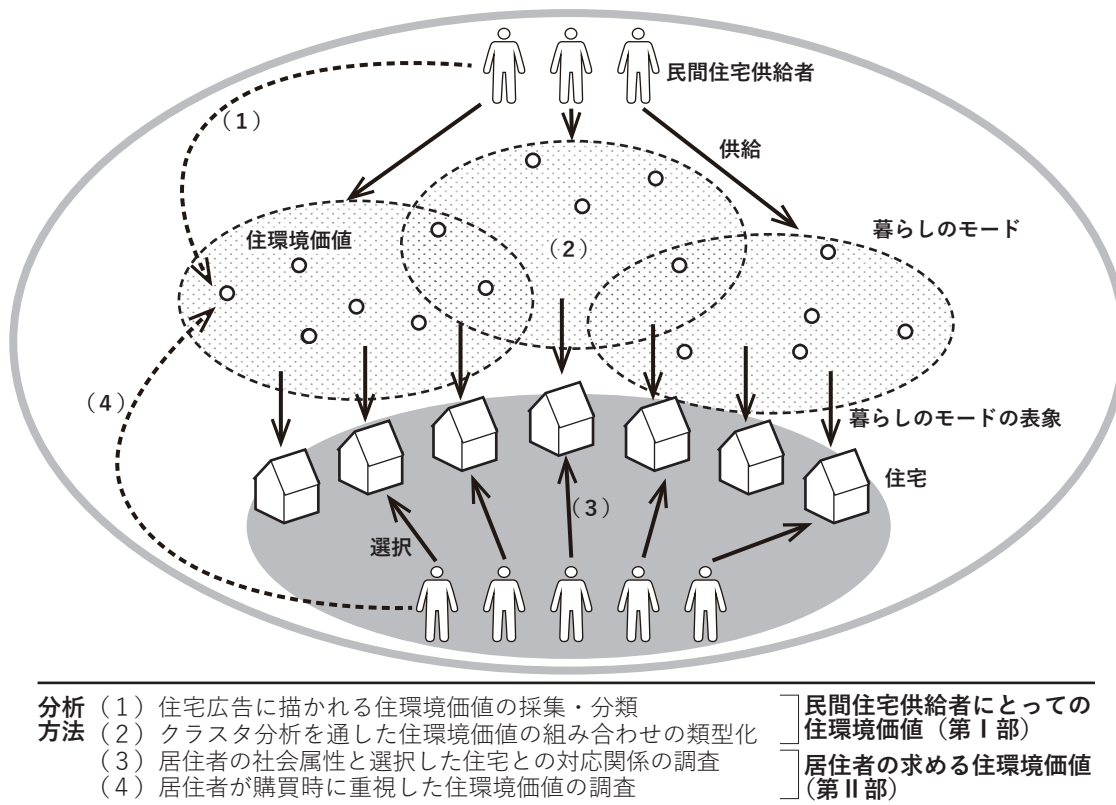 民間住宅供給者
（1）
供給
住環境価値
（2）
暮らしのモード
（4）
暮らしのモードの表象
住宅
（3）
選択
分析方法
（1）住宅広告に描かれる住環境価値の採集・分類
（2）クラスタ分析を通した住環境価値の組み合わせの類型化
民間住宅供給者にとっての
住環境価値（第Ⅰ部）
（3）居住者の社会属性と選択した住宅との対応関係の調査
（4）居住者が購買時に重視した住環境価値の調査
居住者の求める住環境価値
（第Ⅱ部）